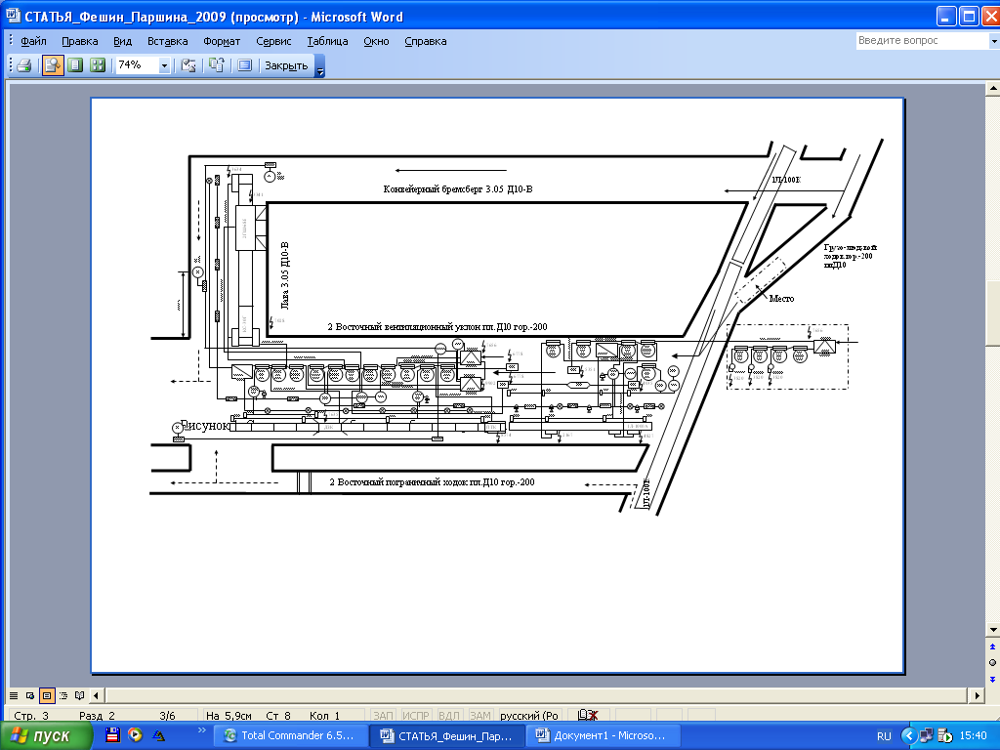 СТАТЬЯ_Фешин_Паршина_2009 (просмотр) - Microsoft Word
Файл Правка Вид Вставка Формат Сервис Таблица Окно Справка
Введите вопрос
74% Закрыть
1Л-100К
Конвейерный бремсберг 3.05 Д10-В
Грузо-людской
ходок гор.-200
пл.Д10
Лава 3.05 Д10-В
Место
2 Восточный вентиляционный уклон пл. Д10 гор.-200
Рисунок
2 Восточный пограничный ходок пл.Д10 гор.-200
1Л-100К
Стр. 3 Разд 2 3/6 На 5,9см Ст 8 Кол 1 ЗАП ИСПР ВДЛ ЗАМ русский (Ро
пуск
Total Commander 6.5...
СТАТЬЯ_Фешин_Пар...
Документ1 - Microso...
RU
15:40